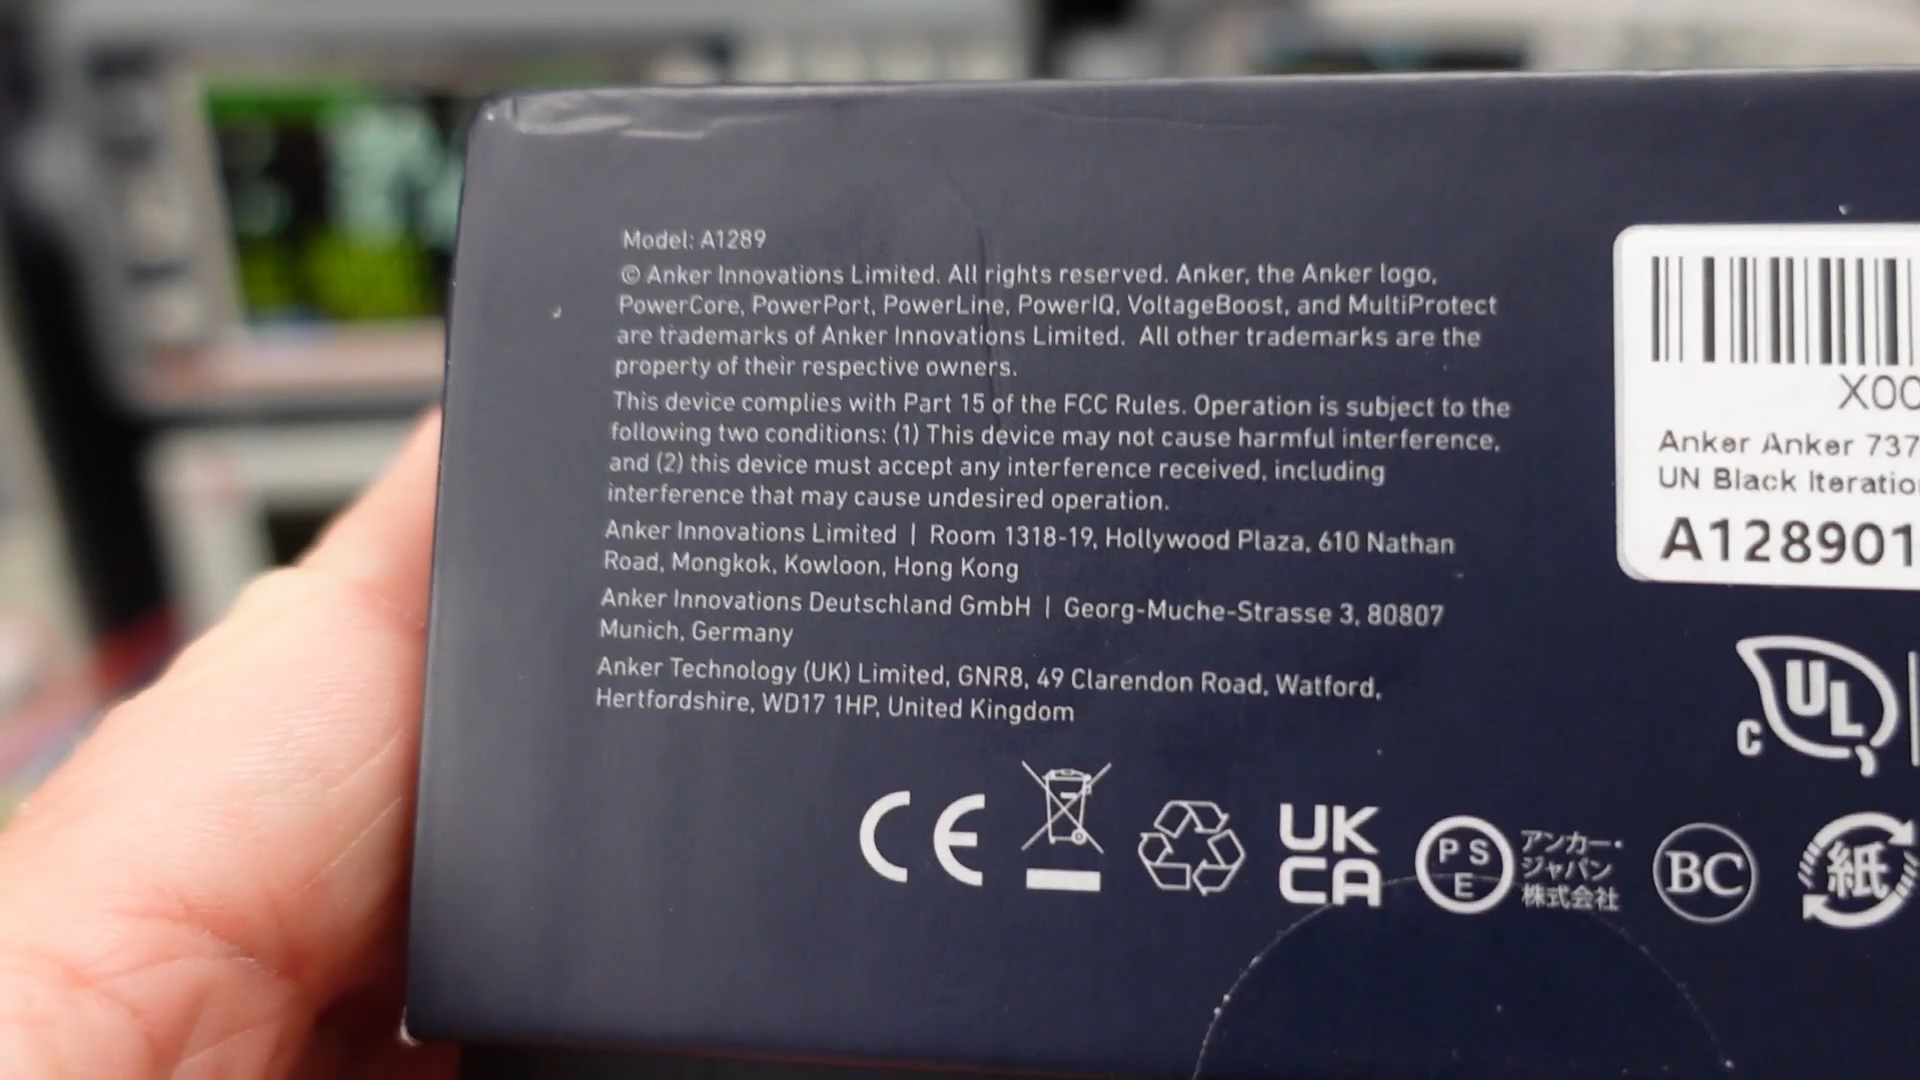 Model: A1289
© Anker Innovations Limited. All rights reserved. Anker, the Anker logo,
PowerCore, PowerPort, PowerLine, PowerIQ, VoltageBoost, and MultiProtect
are trademarks of Anker Innovations Limited. All other trademarks are the
property of their respective owners.
This device complies with Part 15 of the FCC Rules. Operation is subject to the
following two conditions: (1) This device may not cause harmful interference,
and (2) this device must accept any interference received, including
interference that may cause undesired operation.
Anker Innovations Limited | Room 1318-19, Hollywood Plaza, 610 Nathan
Road, Mongkok, Kowloon, Hong Kong
Anker Innovations Deutschland GmbH | Georg-Muche-Strasse 3, 80807
Munich, Germany
Anker Technology (UK) Limited, GNR8, 49 Clarendon Road, Watford,
Hertfordshire, WD17 1HP, United Kingdom
X00
Anker Anker 737
UN Black Iteratio
A128901
C UL
CE
UK
CA
PS
E
アンカー・
ジャパン
株式会社
BC
紙